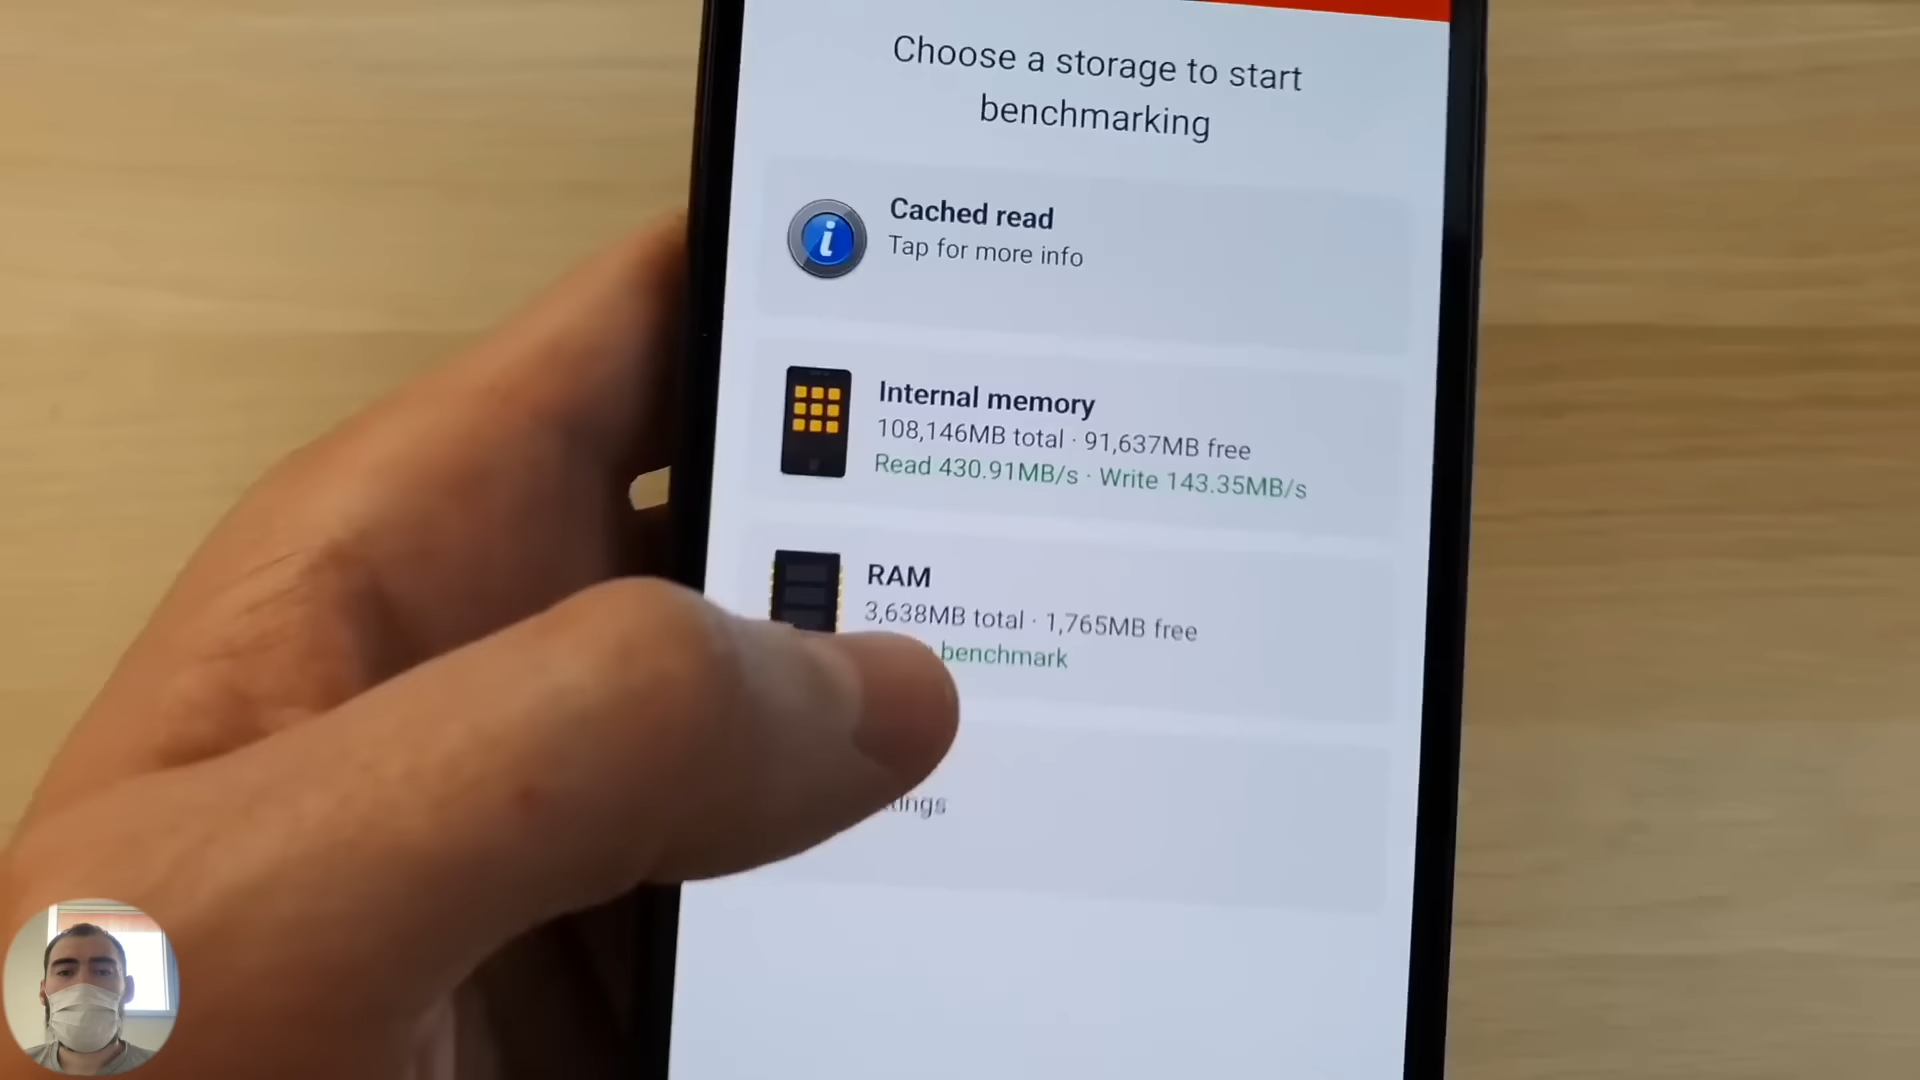 Choose a storage to start
benchmarking
Cached read
Tap for more info
Internal memory
108,146MB total · 91,637MB free
Read 430.91MB/s · Write 143.35MB/s
RAM
3,638MB total · 1,765MB free
benchmark